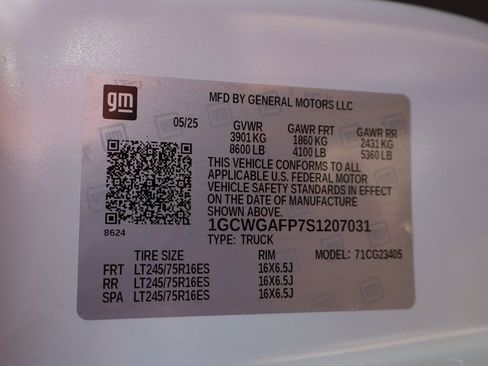 gm
MFD BY GENERAL MOTORS LLC
05/25 GVWR GAWR FRT GAWR RR
3901 KG 1860 KG 2431 KG
8600 LB 4100 LB 5360 LB
THIS VEHICLE CONFORMS TO ALL
APPLICABLE U.S. FEDERAL MOTOR
VEHICLE SAFETY STANDARDS IN EFFECT
ON THE DATE OF MANUFACTURE
SHOWN ABOVE.
8624
1GCWGAFP7S1207031
TYPE: TRUCK
TIRE SIZE RIM MODEL: 71CG23405
FRT LT245/75R16ES 16X6.5J
RR LT245/75R16ES 16X6.5J
SPA LT245/75R16ES 16X6.5J